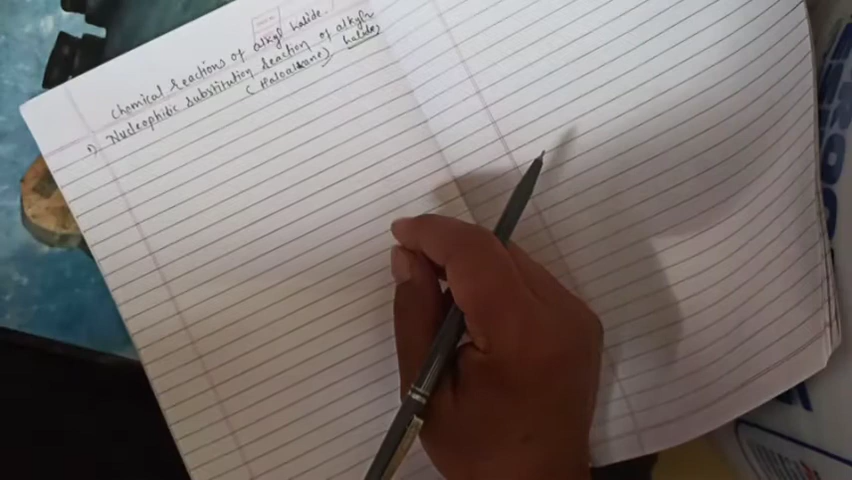 Chemical reactions of alkyl halide.
1) Nucleophilic substitution reaction of alkyl halide
(Haloalkane)